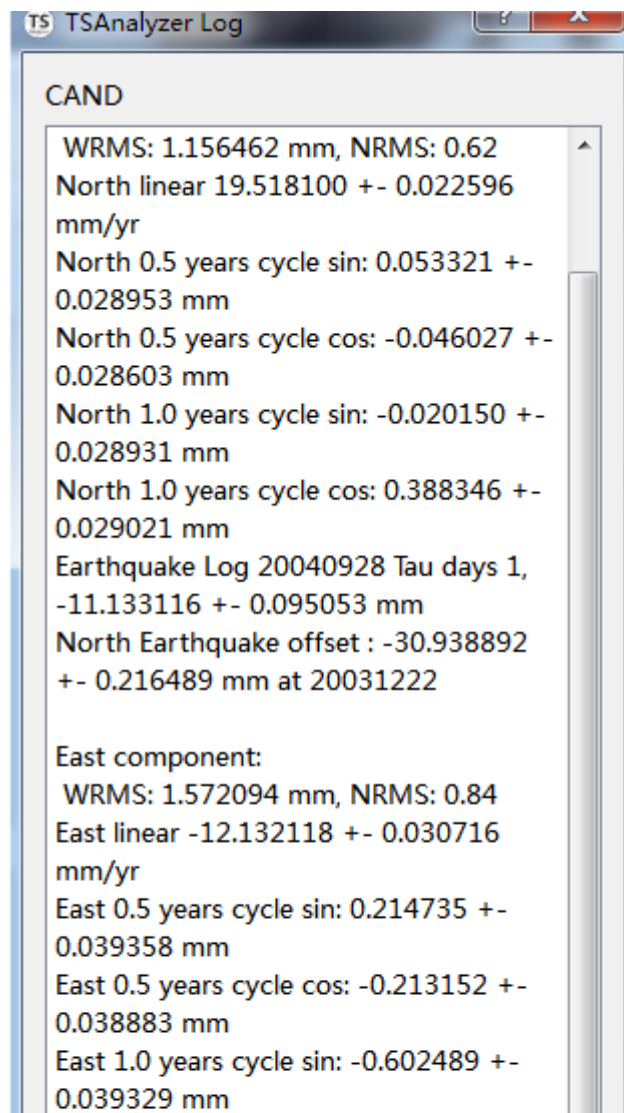 TS TSAnalyzer Log
CAND
WRMS: 1.156462 mm, NRMS: 0.62
North linear 19.518100 +- 0.022596
mm/yr
North 0.5 years cycle sin: 0.053321 +-
0.028953 mm
North 0.5 years cycle cos: -0.046027 +-
0.028603 mm
North 1.0 years cycle sin: -0.020150 +-
0.028931 mm
North 1.0 years cycle cos: 0.388346 +-
0.029021 mm
Earthquake Log 20040928 Tau days 1,
-11.133116 +- 0.095053 mm
North Earthquake offset : -30.938892
+- 0.216489 mm at 20031222
East component:
WRMS: 1.572094 mm, NRMS: 0.84
East linear -12.132118 +- 0.030716
mm/yr
East 0.5 years cycle sin: 0.214735 +-
0.039358 mm
East 0.5 years cycle cos: -0.213152 +-
0.038883 mm
East 1.0 years cycle sin: -0.602489 +-
0.039329 mm